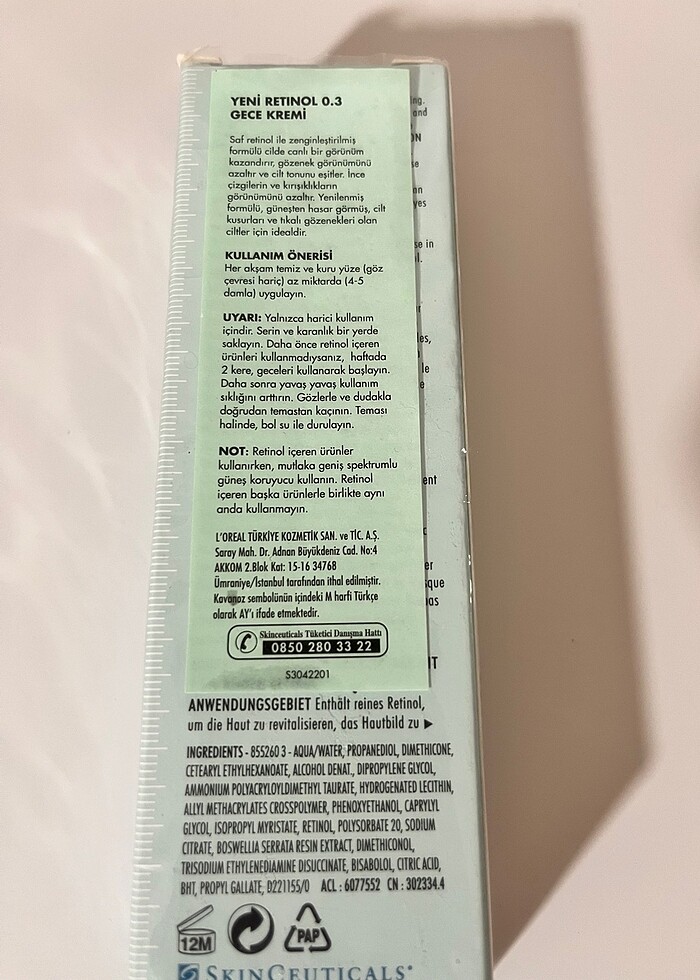 YENİ RETINOL 0.3
GECE KREMİ
Saf retinol ile zenginleştirilmiş
formülü cilde canlı bir görünüm
kazandırır, gözenek görünümünü
azaltır ve cilt tonunu eşitler. İnce
çizgilerin ve kırışıklıkların
görünümünü azaltır. Yenilenmiş
formülü, güneşten hasar görmüş, cilt
kusurları ve tıkalı gözenekleri olan
ciltler için idealdir.
KULLANIM ÖNERİSİ
Her akşam temiz ve kuru yüze (göz
çevresi hariç) az miktarda (4-5
damla) uygulayın.
UYARI: Yalnızca harici kullanım
içindir. Serin ve karanlık bir yerde
saklayın. Daha önce retinol içeren
ürünleri kullanmadıysanız, haftada
2 kere, geceleri kullanarak başlayın.
Daha sonra yavaş yavaş kullanım
sıklığını arttırın. Gözlerle ve dudakla
doğrudan temastan kaçının. Teması
halinde, bol su ile durulayın.
NOT: Retinol içeren ürünler
kullanırken, mutlaka geniş spektrumlu
güneş koruyucu kullanın. Retinol
içeren başka ürünlerle birlikte aynı
anda kullanmayın.
L'OREAL TÜRKİYE KOZMETİK SAN. ve TİC. A.Ş.
Saray Mah. Dr. Adnan Büyükdeniz Cad. No:4
AKKOM 2.Blok Kat: 15-16 34768
Ümraniye/İstanbul tarafından ithal edilmiştir.
Kavanoz sembolünün içindeki M harfi Türkçe
olarak AY'ı ifade etmektedir.
Skinceuticals Tüketici Danışma Hattı
0850 280 33 22
S3042201
ANWENDUNGSGEBIET Enthält reines Retinol,
um die Haut zu revitalisieren, das Hautbild zu ▶
INGREDIENTS - 855260 3 - AQUA/WATER, PROPANEDIOL, DIMETHICONE,
CETEARYL ETHYLHEXANOATE, ALCOHOL DENAT., DIPROPYLENE GLYCOL,
AMMONIUM POLYACRYLOYLDIMETHYL TAURATE, HYDROGENATED LECITHIN,
ALLYL METHACRYLATES CROSSPOLYMER, PHENOXYETHANOL, CAPRYLYL
GLYCOL, ISOPROPYL MYRISTATE, RETINOL, POLYSORBATE 20, SODIUM
CITRATE, BOSWELLIA SERRATA RESIN EXTRACT, DIMETHICONOL,
TRISODIUM ETHYLENEDIAMINE DISUCCINATE, BISABOLOL, CITRIC ACID,
BHT, PROPYL GALLATE, D221155/0 ACL : 6077552 CN : 302334.4
12M
PAP
SKINCEUTICALS